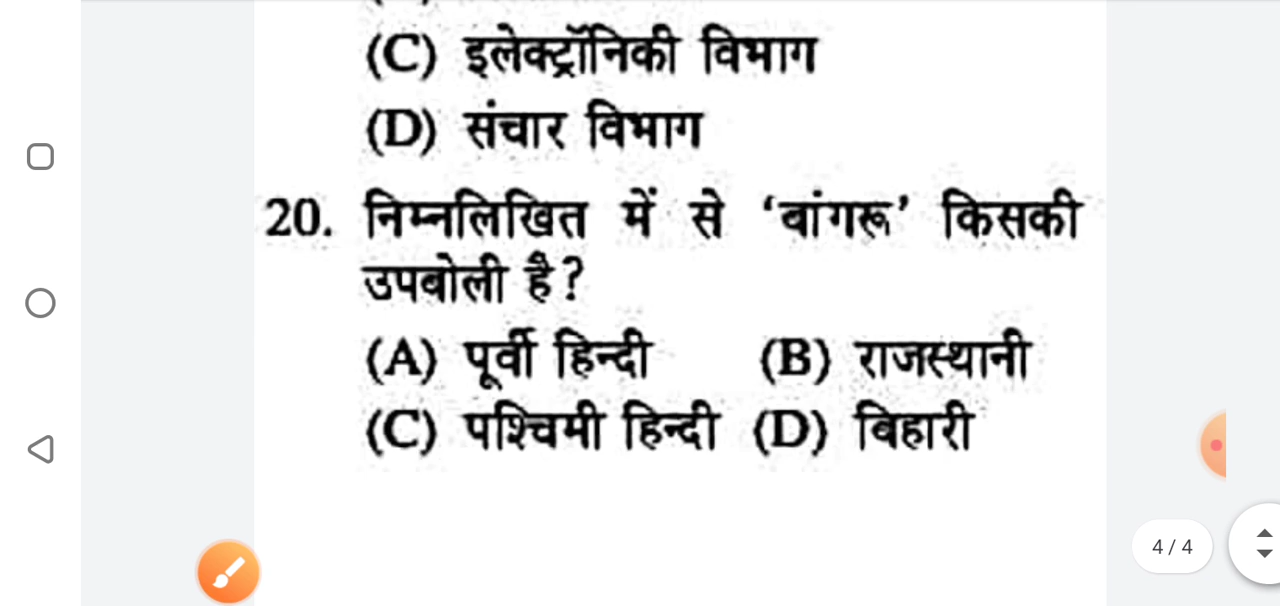 (C) इलेक्ट्रॉनिकी विभाग
(D) संचार विभाग
20. निम्नलिखित में से ‘बांगरू’ किसकी
उपबोली है?
(A) पूर्वी हिन्दी (B) राजस्थानी
(C) पश्चिमी हिन्दी (D) बिहारी
4 / 4